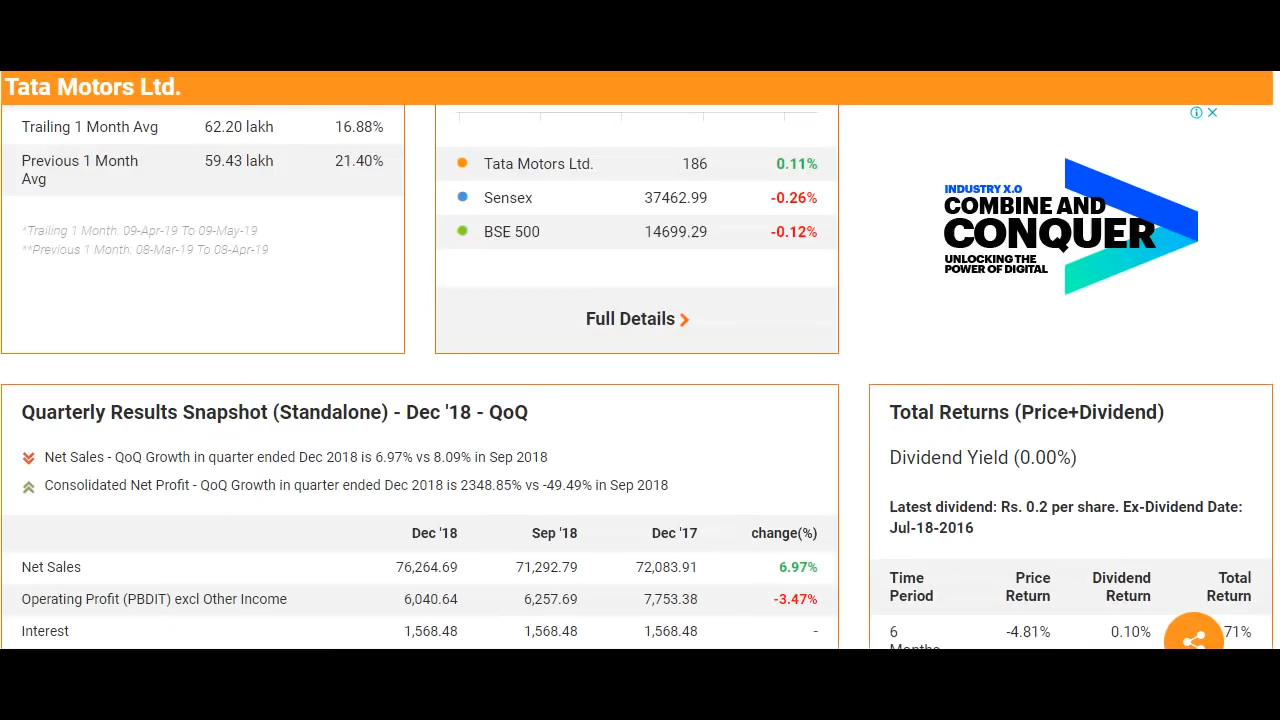 Tata Motors Ltd.
Trailing 1 Month Avg 62.20 lakh 16.88%
Previous 1 Month 59.43 lakh 21.40%
Avg
*Trailing 1 Month: 09-Apr-19 To 09-May-19
**Previous 1 Month: 08-Mar-19 To 08-Apr-19
Tata Motors Ltd. 186 0.11%
Sensex 37462.99 -0.26%
BSE 500 14699.29 -0.12%
Full Details
INDUSTRY X.0
COMBINE AND
CONQUER
UNLOCKING THE
POWER OF DIGITAL
Quarterly Results Snapshot (Standalone) - Dec '18 - QoQ
Net Sales - QoQ Growth in quarter ended Dec 2018 is 6.97% vs 8.09% in Sep 2018
Consolidated Net Profit - QoQ Growth in quarter ended Dec 2018 is 2348.85% vs -49.49% in Sep 2018
Dec '18 Sep '18 Dec '17 change(%)
Net Sales 76,264.69 71,292.79 72,083.91 6.97%
Operating Profit (PBDIT) excl Other Income 6,040.64 6,257.69 7,753.38 -3.47%
Interest 1,568.48 1,568.48 1,568.48 -
Total Returns (Price+Dividend)
Dividend Yield (0.00%)
Latest dividend: Rs. 0.2 per share. Ex-Dividend Date:
Jul-18-2016
Time Price Dividend Total
Period Return Return Return
6 -4.81% 0.10% 71%
Months